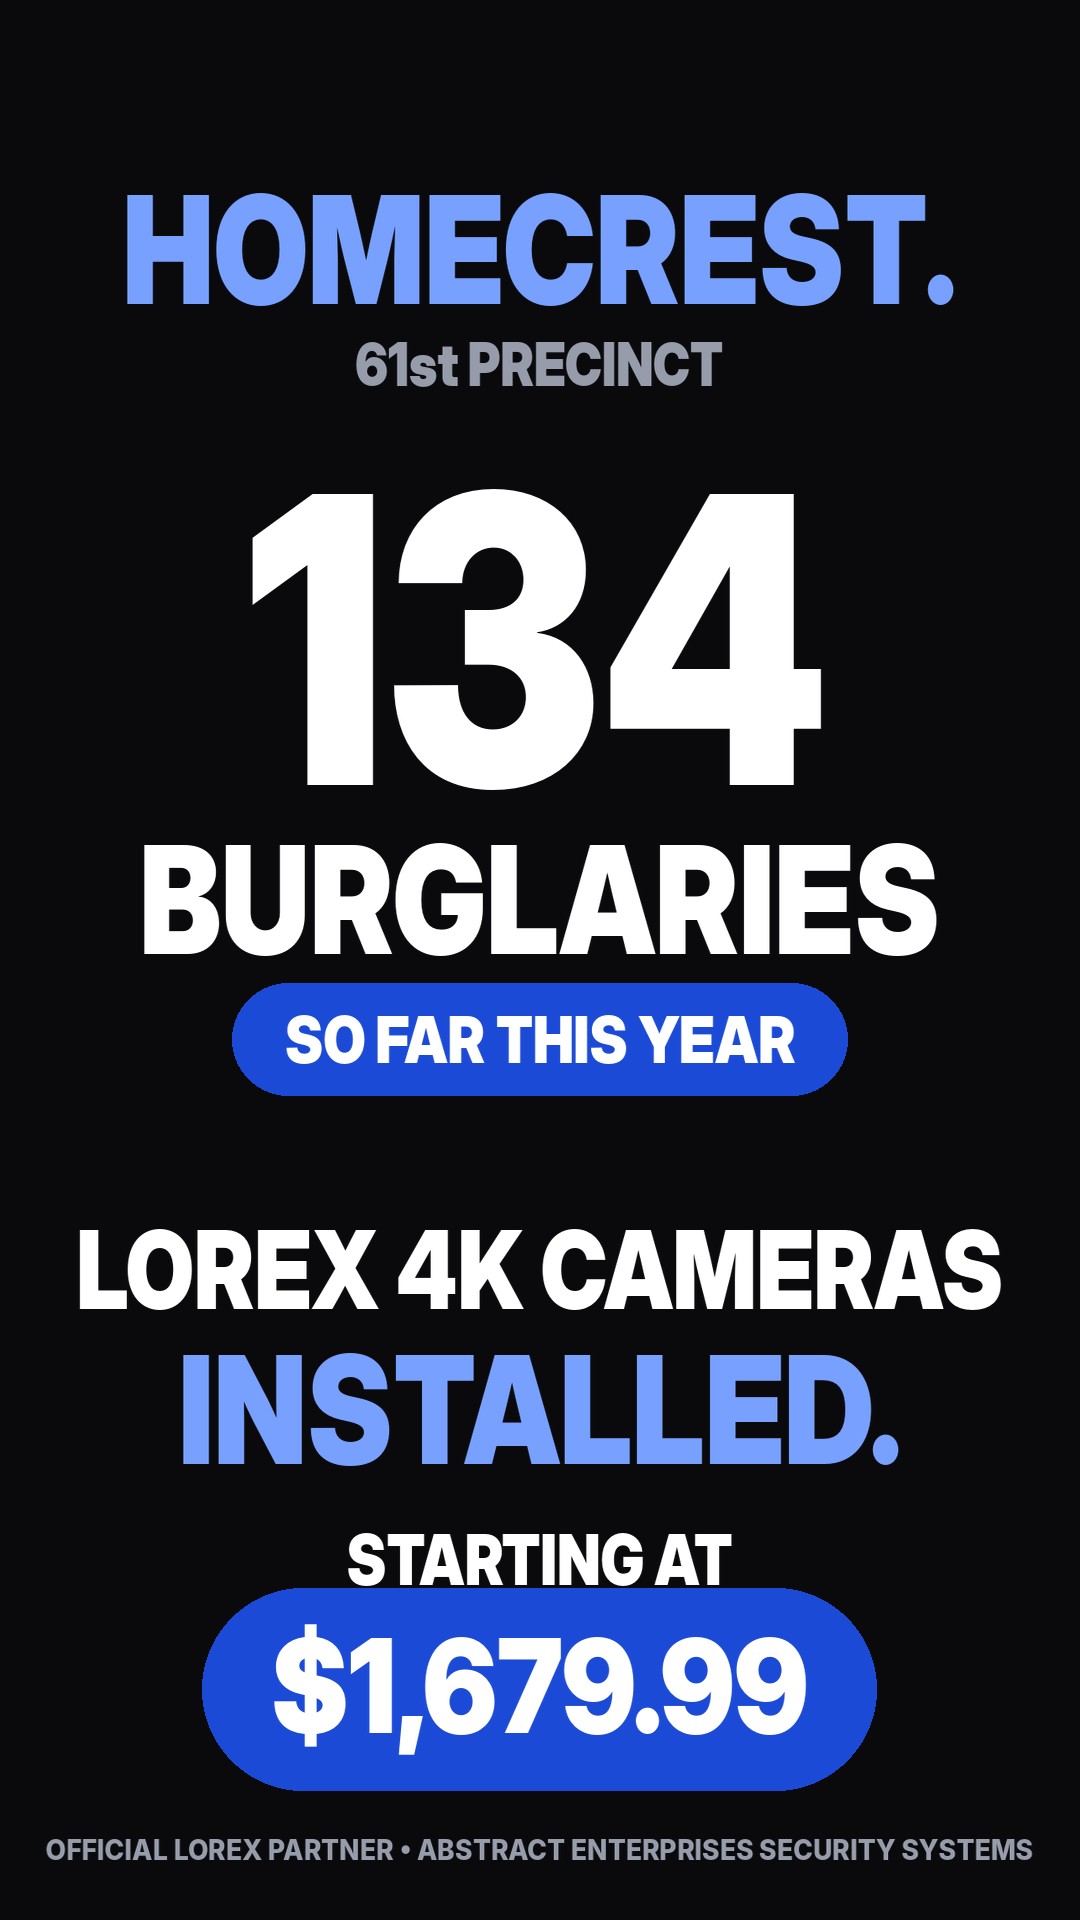 HOMECREST.
61st PRECINCT
134
BURGLARIES
SO FAR THIS YEAR
LOREX 4K CAMERAS
INSTALLED.
STARTING AT
$1,679.99
OFFICIAL LOREX PARTNER • ABSTRACT ENTERPRISES SECURITY SYSTEMS